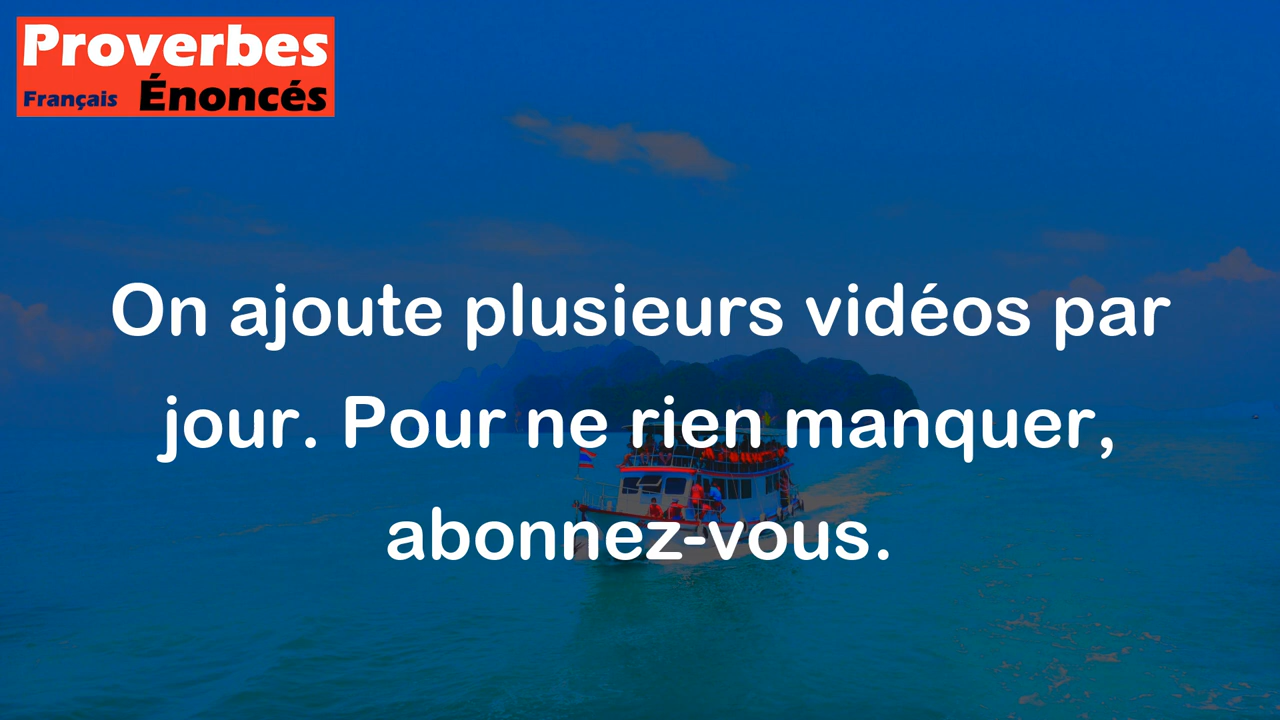 Proverbes
Français Énoncés
On ajoute plusieurs vidéos par
jour. Pour ne rien manquer,
abonnez-vous.